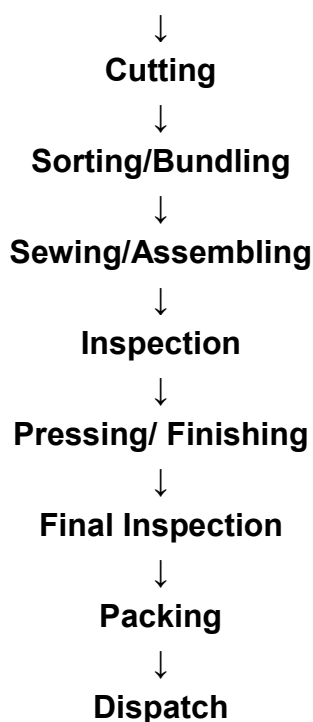 ↓
Cutting
↓
Sorting/Bundling
↓
Sewing/Assembling
↓
Inspection
↓
Pressing/ Finishing
↓
Final Inspection
↓
Packing
↓
Dispatch